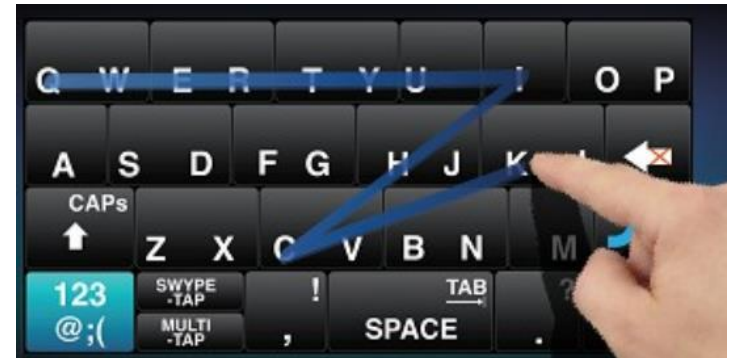 Q W E R T Y U I O P
A S D F G H J K L
CAPs
Z X C V B N M
123 SWYPE -TAP ! TAB ?
@;( MULTI -TAP , SPACE .